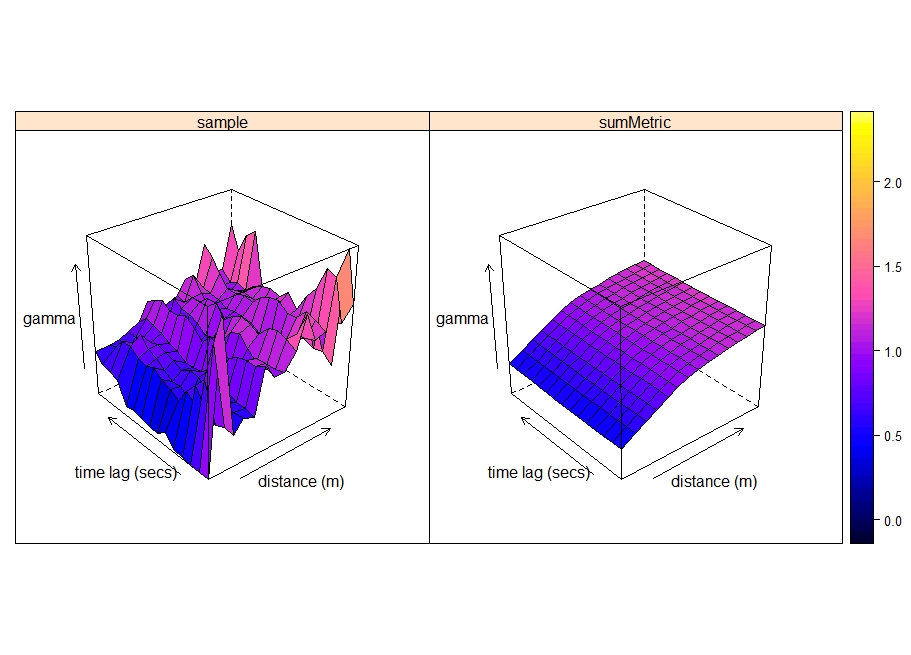 sample
sumMetric
gamma
time lag (secs)
distance (m)
gamma
time lag (secs)
distance (m)
2.0
1.5
1.0
0.5
0.0